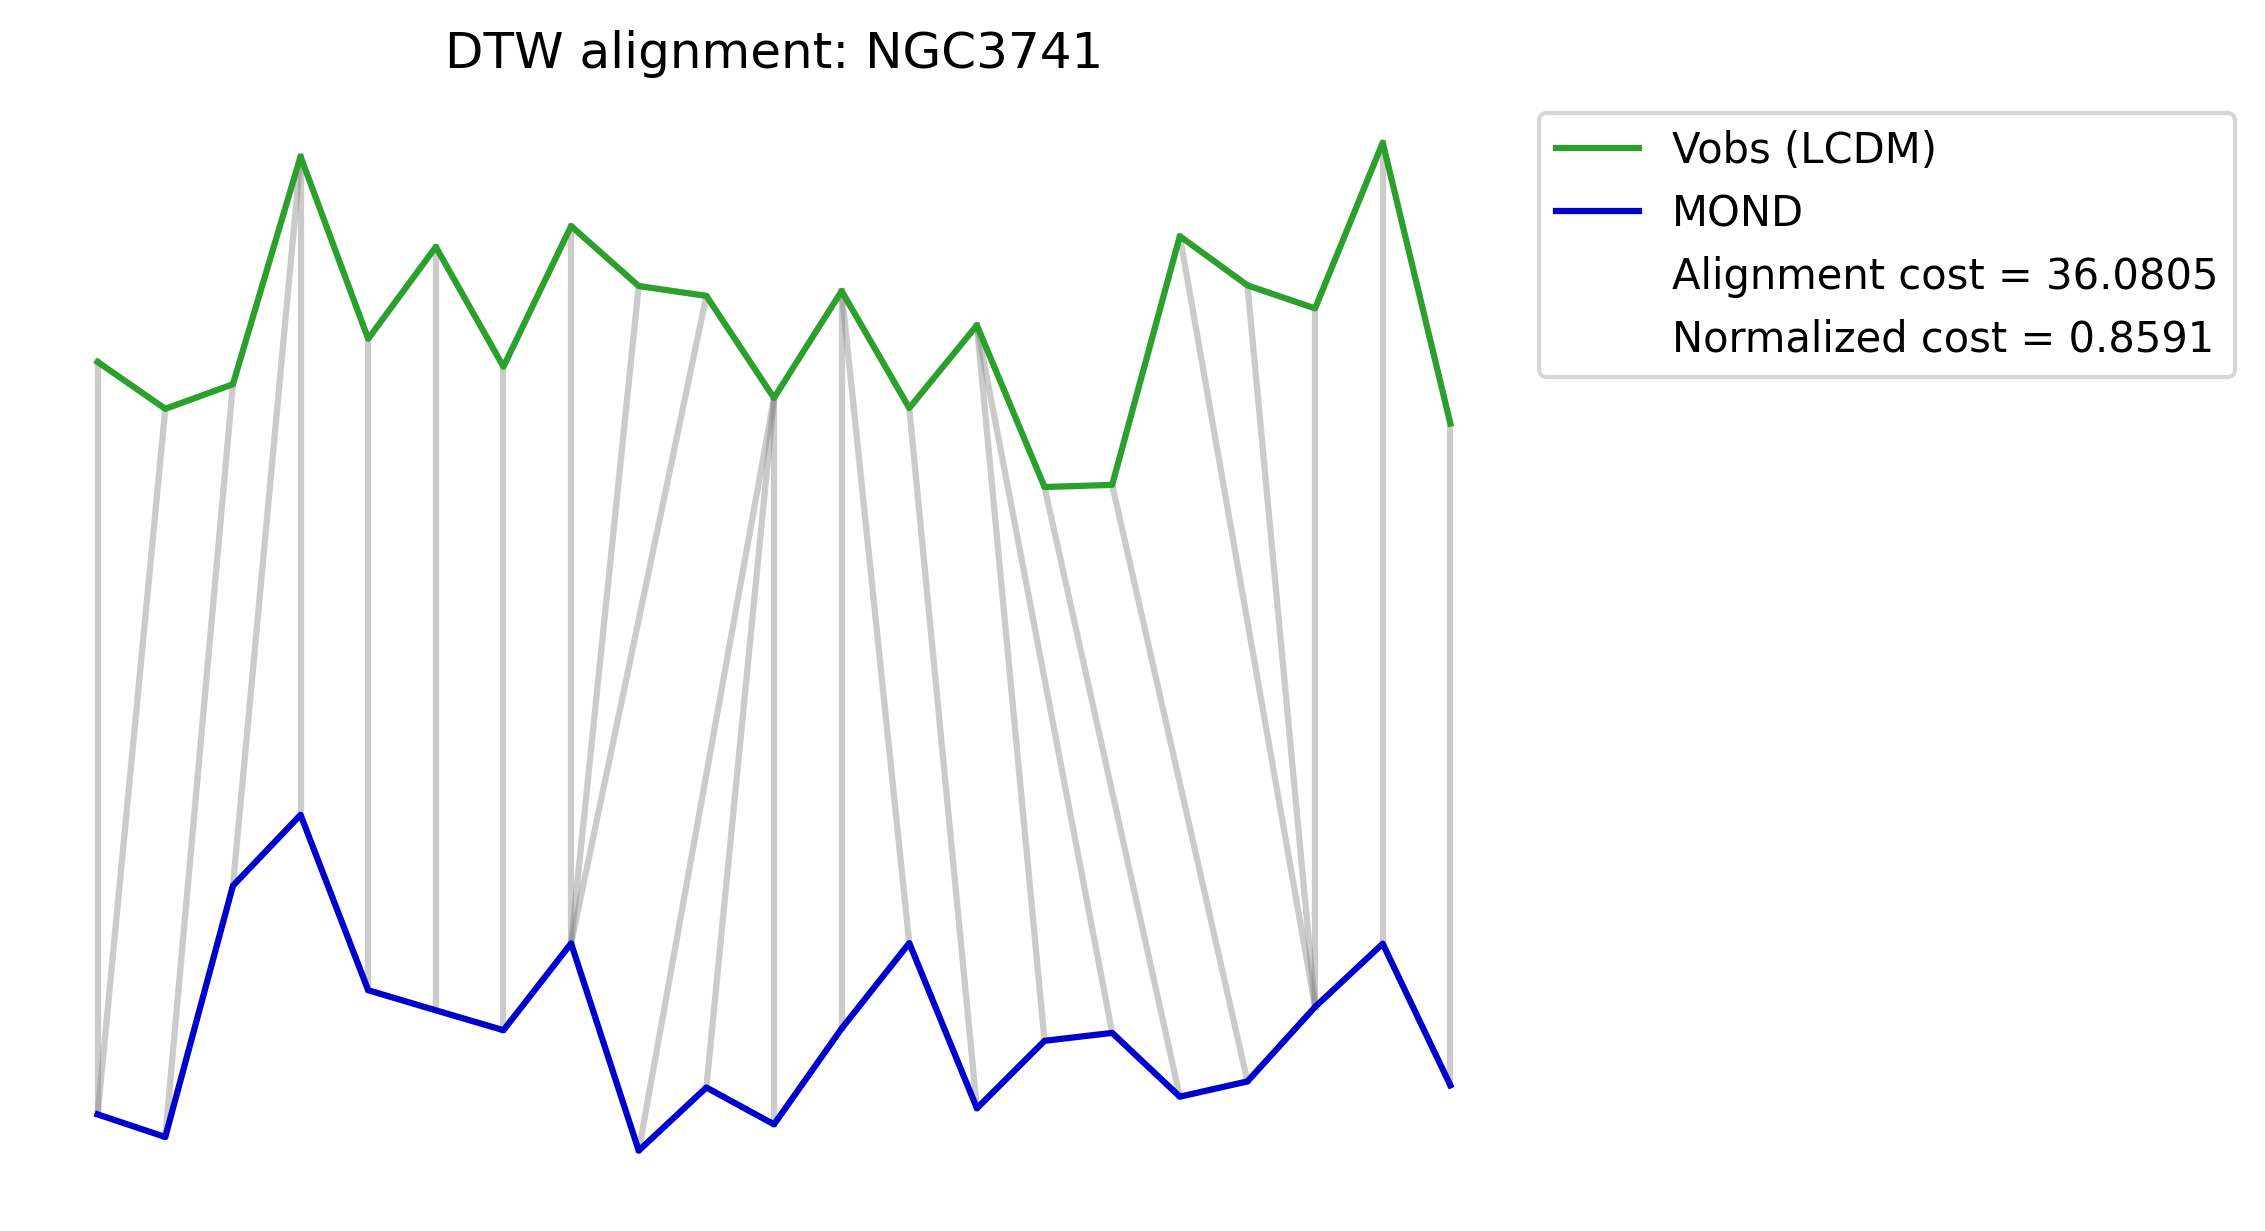 DTW alignment: NGC3741
Vobs (LCDM)
MOND
Alignment cost = 36.0805
Normalized cost = 0.8591